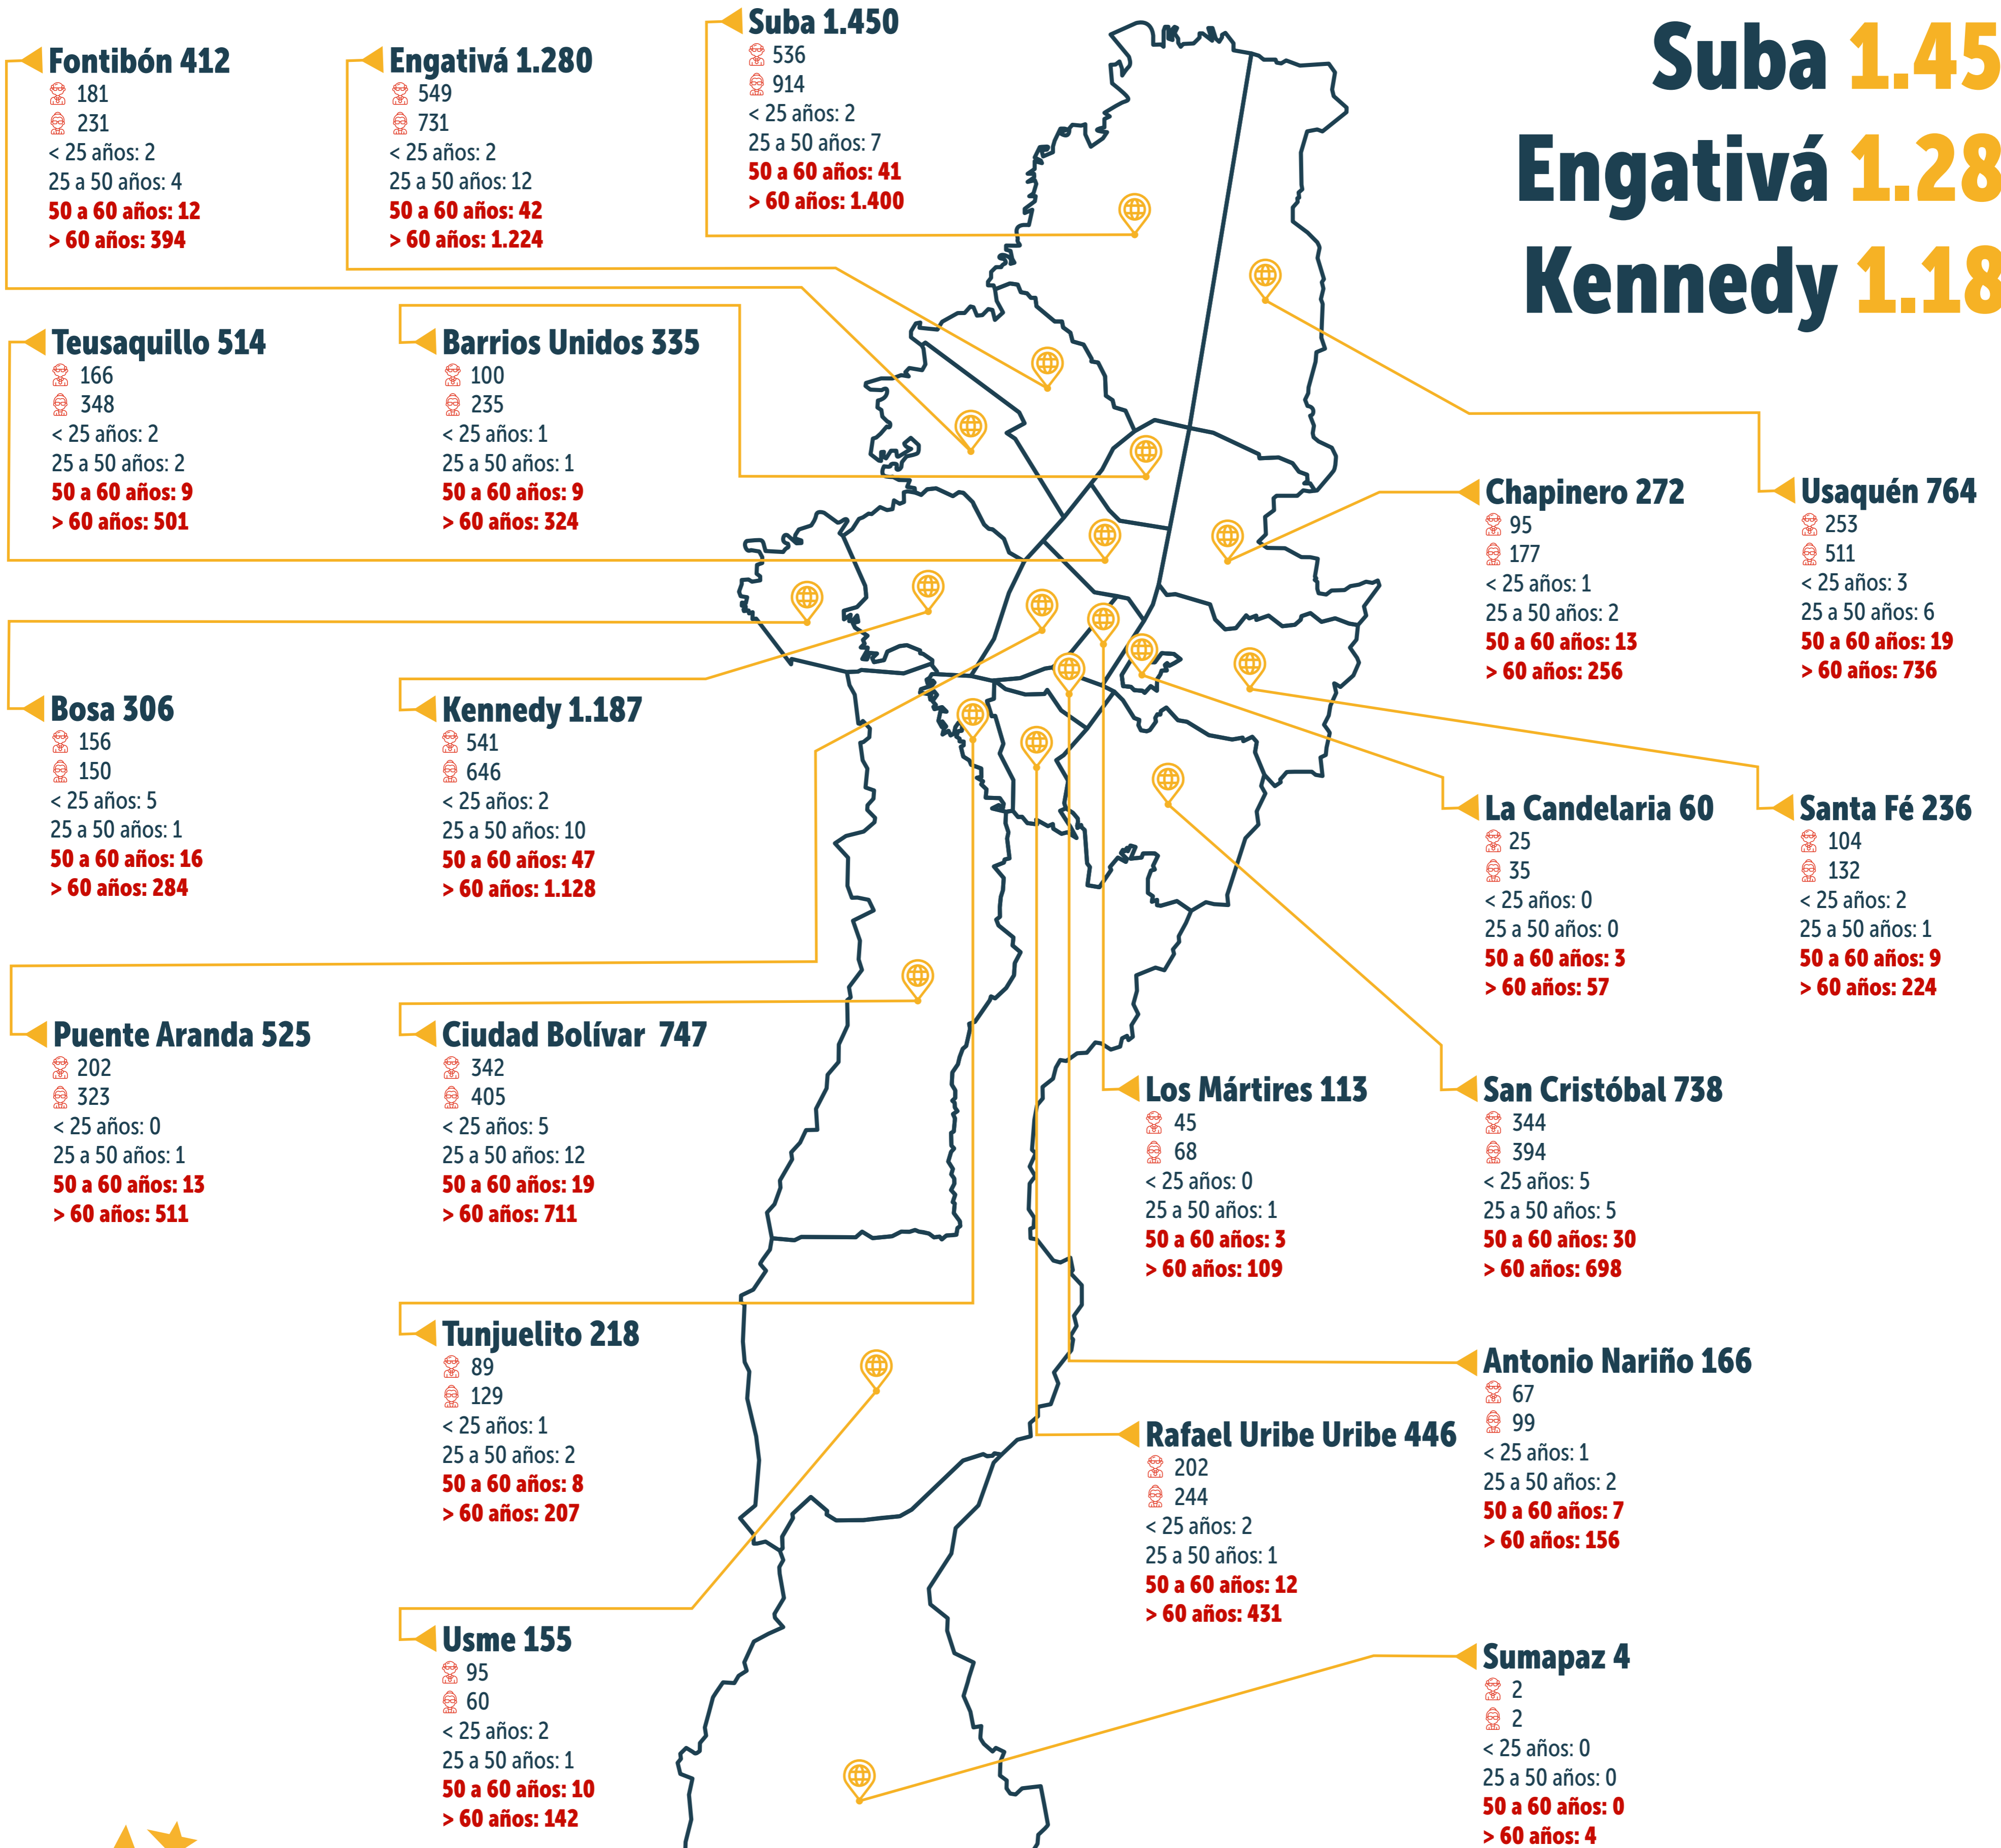 Suba 1.45
Engativá 1.28
Kennedy 1.18
Fontibón 412
181
231
< 25 años: 2
25 a 50 años: 4
50 a 60 años: 12
> 60 años: 394
Engativá 1.280
549
731
< 25 años: 2
25 a 50 años: 12
50 a 60 años: 42
> 60 años: 1.224
Suba 1.450
536
914
< 25 años: 2
25 a 50 años: 7
50 a 60 años: 41
> 60 años: 1.400
Teusaquillo 514
166
348
< 25 años: 2
25 a 50 años: 2
50 a 60 años: 9
> 60 años: 501
Barrios Unidos 335
100
235
< 25 años: 1
25 a 50 años: 1
50 a 60 años: 9
> 60 años: 324
Chapinero 272
95
177
< 25 años: 1
25 a 50 años: 2
50 a 60 años: 13
> 60 años: 256
Usaquén 764
253
511
< 25 años: 3
25 a 50 años: 6
50 a 60 años: 19
> 60 años: 736
Bosa 306
156
150
< 25 años: 5
25 a 50 años: 1
50 a 60 años: 16
> 60 años: 284
Kennedy 1.187
541
646
< 25 años: 2
25 a 50 años: 10
50 a 60 años: 47
> 60 años: 1.128
La Candelaria 60
25
35
< 25 años: 0
25 a 50 años: 0
50 a 60 años: 3
> 60 años: 57
Santa Fé 236
104
132
< 25 años: 2
25 a 50 años: 1
50 a 60 años: 9
> 60 años: 224
Puente Aranda 525
202
323
< 25 años: 0
25 a 50 años: 1
50 a 60 años: 13
> 60 años: 511
Ciudad Bolívar 747
342
405
< 25 años: 5
25 a 50 años: 12
50 a 60 años: 19
> 60 años: 711
Los Mártires 113
45
68
< 25 años: 0
25 a 50 años: 1
50 a 60 años: 3
> 60 años: 109
San Cristóbal 738
344
394
< 25 años: 5
25 a 50 años: 5
50 a 60 años: 30
> 60 años: 698
Tunjuelito 218
89
129
< 25 años: 1
25 a 50 años: 2
50 a 60 años: 8
> 60 años: 207
Antonio Nariño 166
67
99
< 25 años: 1
25 a 50 años: 2
50 a 60 años: 7
> 60 años: 156
Rafael Uribe Uribe 446
202
244
< 25 años: 2
25 a 50 años: 1
50 a 60 años: 12
> 60 años: 431
Usme 155
95
60
< 25 años: 2
25 a 50 años: 1
50 a 60 años: 10
> 60 años: 142
Sumapaz 4
2
2
< 25 años: 0
25 a 50 años: 0
50 a 60 años: 0
> 60 años: 4